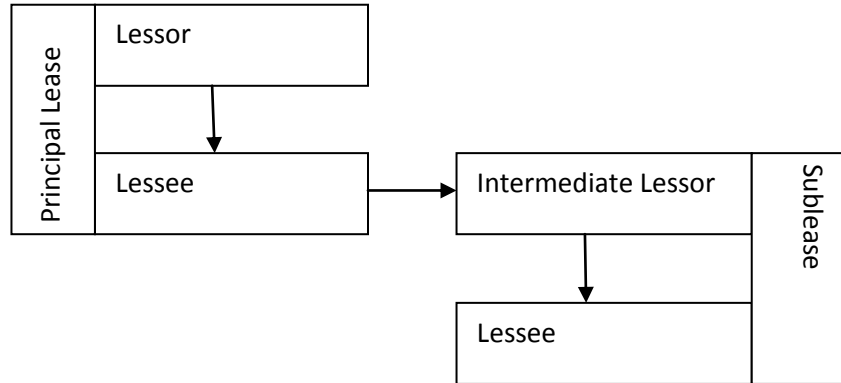 Principal Lease
Lessor
Lessee
Intermediate Lessor
Sublease
Lessee